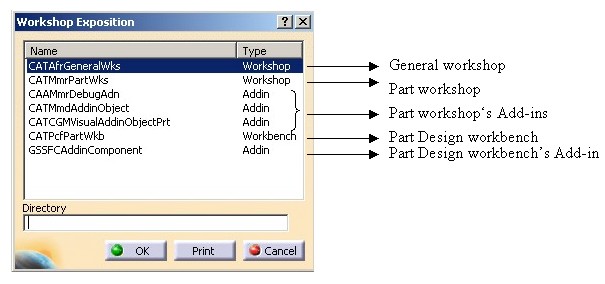 Workshop Exposition
Name Type
CATAfrGeneralWks Workshop General workshop
CATMmrPartWks Workshop Part workshop
CAAMmrDebugAdn Addin
CATMmdAddinObject Addin Part workshop's Add-ins
CATCGMVisualAddinObjectPrt Addin
CATPcfPartWkb Workbench Part Design workbench
GSSFCAddinComponent Addin Part Design workbench's Add-in
Directory
OK Print Cancel